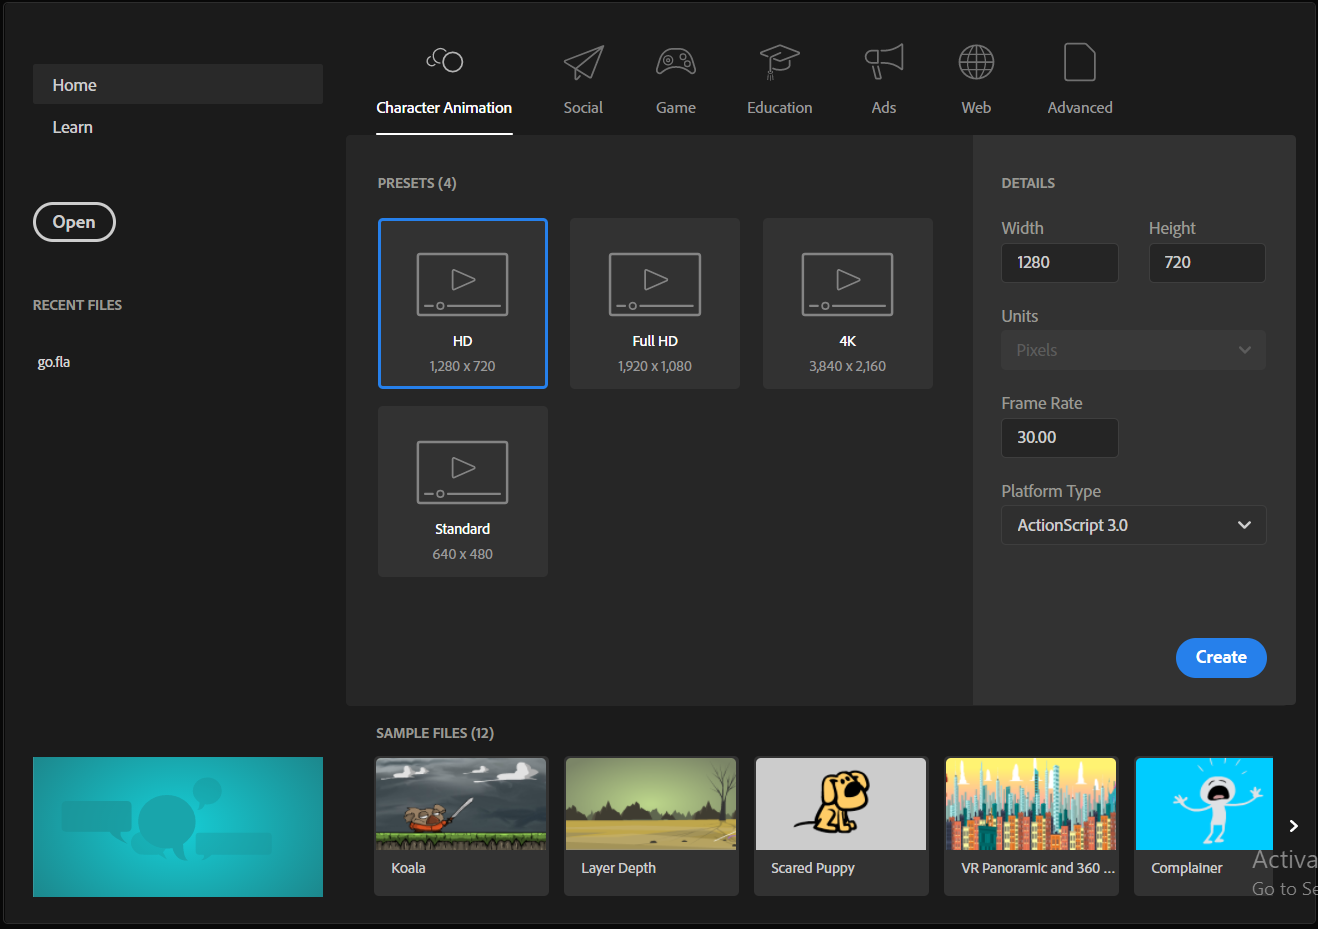 Home
Learn
Open
RECENT FILES
go.fla
Character Animation
Social
Game
Education
Ads
Web
Advanced
PRESETS (4)
HD
1,280 x 720
Full HD
1,920 x 1,080
4K
3,840 x 2,160
Standard
640 x 480
DETAILS
Width
Height
1280
720
Units
Pixels
Frame Rate
30.00
Platform Type
ActionScript 3.0
Create
SAMPLE FILES (12)
Koala
Layer Depth
Scared Puppy
VR Panoramic and 360 ...
Complainer
Activa
Go to Se